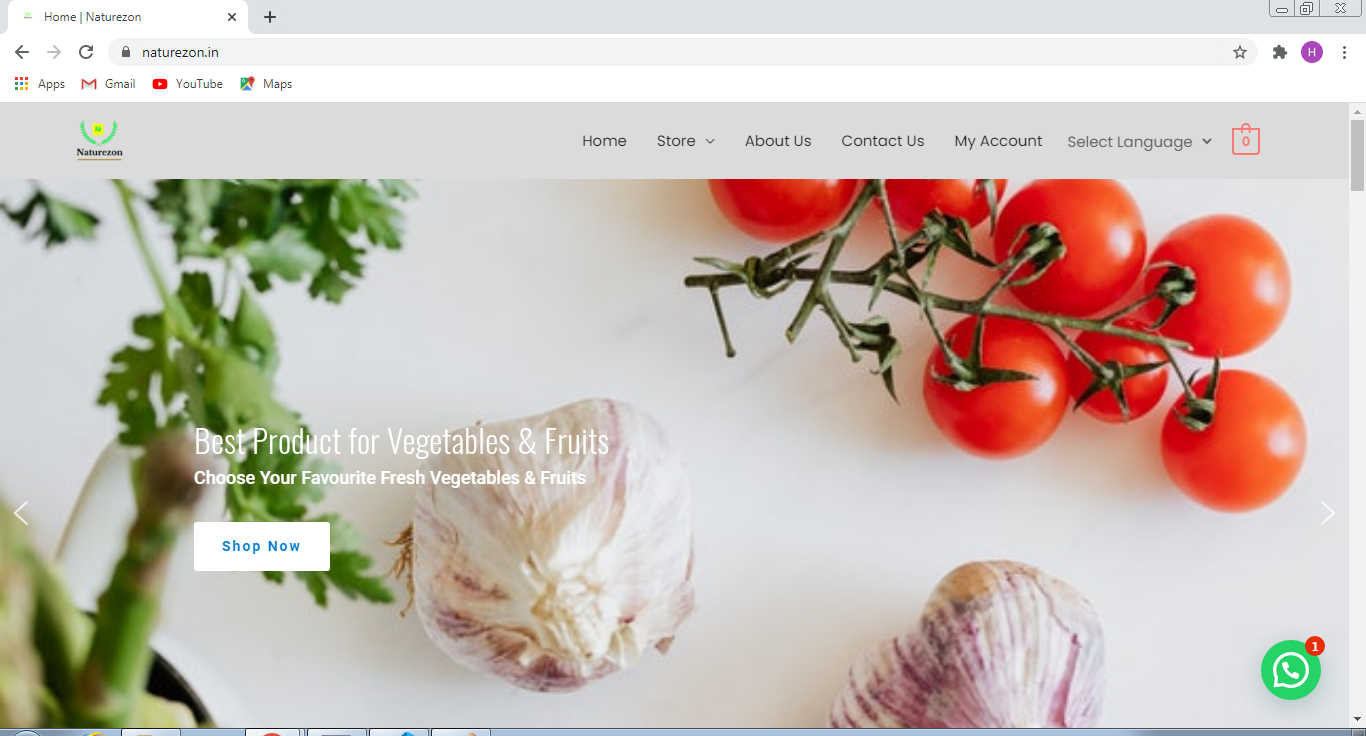 Home | Naturezon
naturezon.in
H
Apps Gmail YouTube Maps
Naturezon
Home Store About Us Contact Us My Account Select Language 0
Best Product for Vegetables & Fruits
Choose Your Favourite Fresh Vegetables & Fruits
Shop Now
1